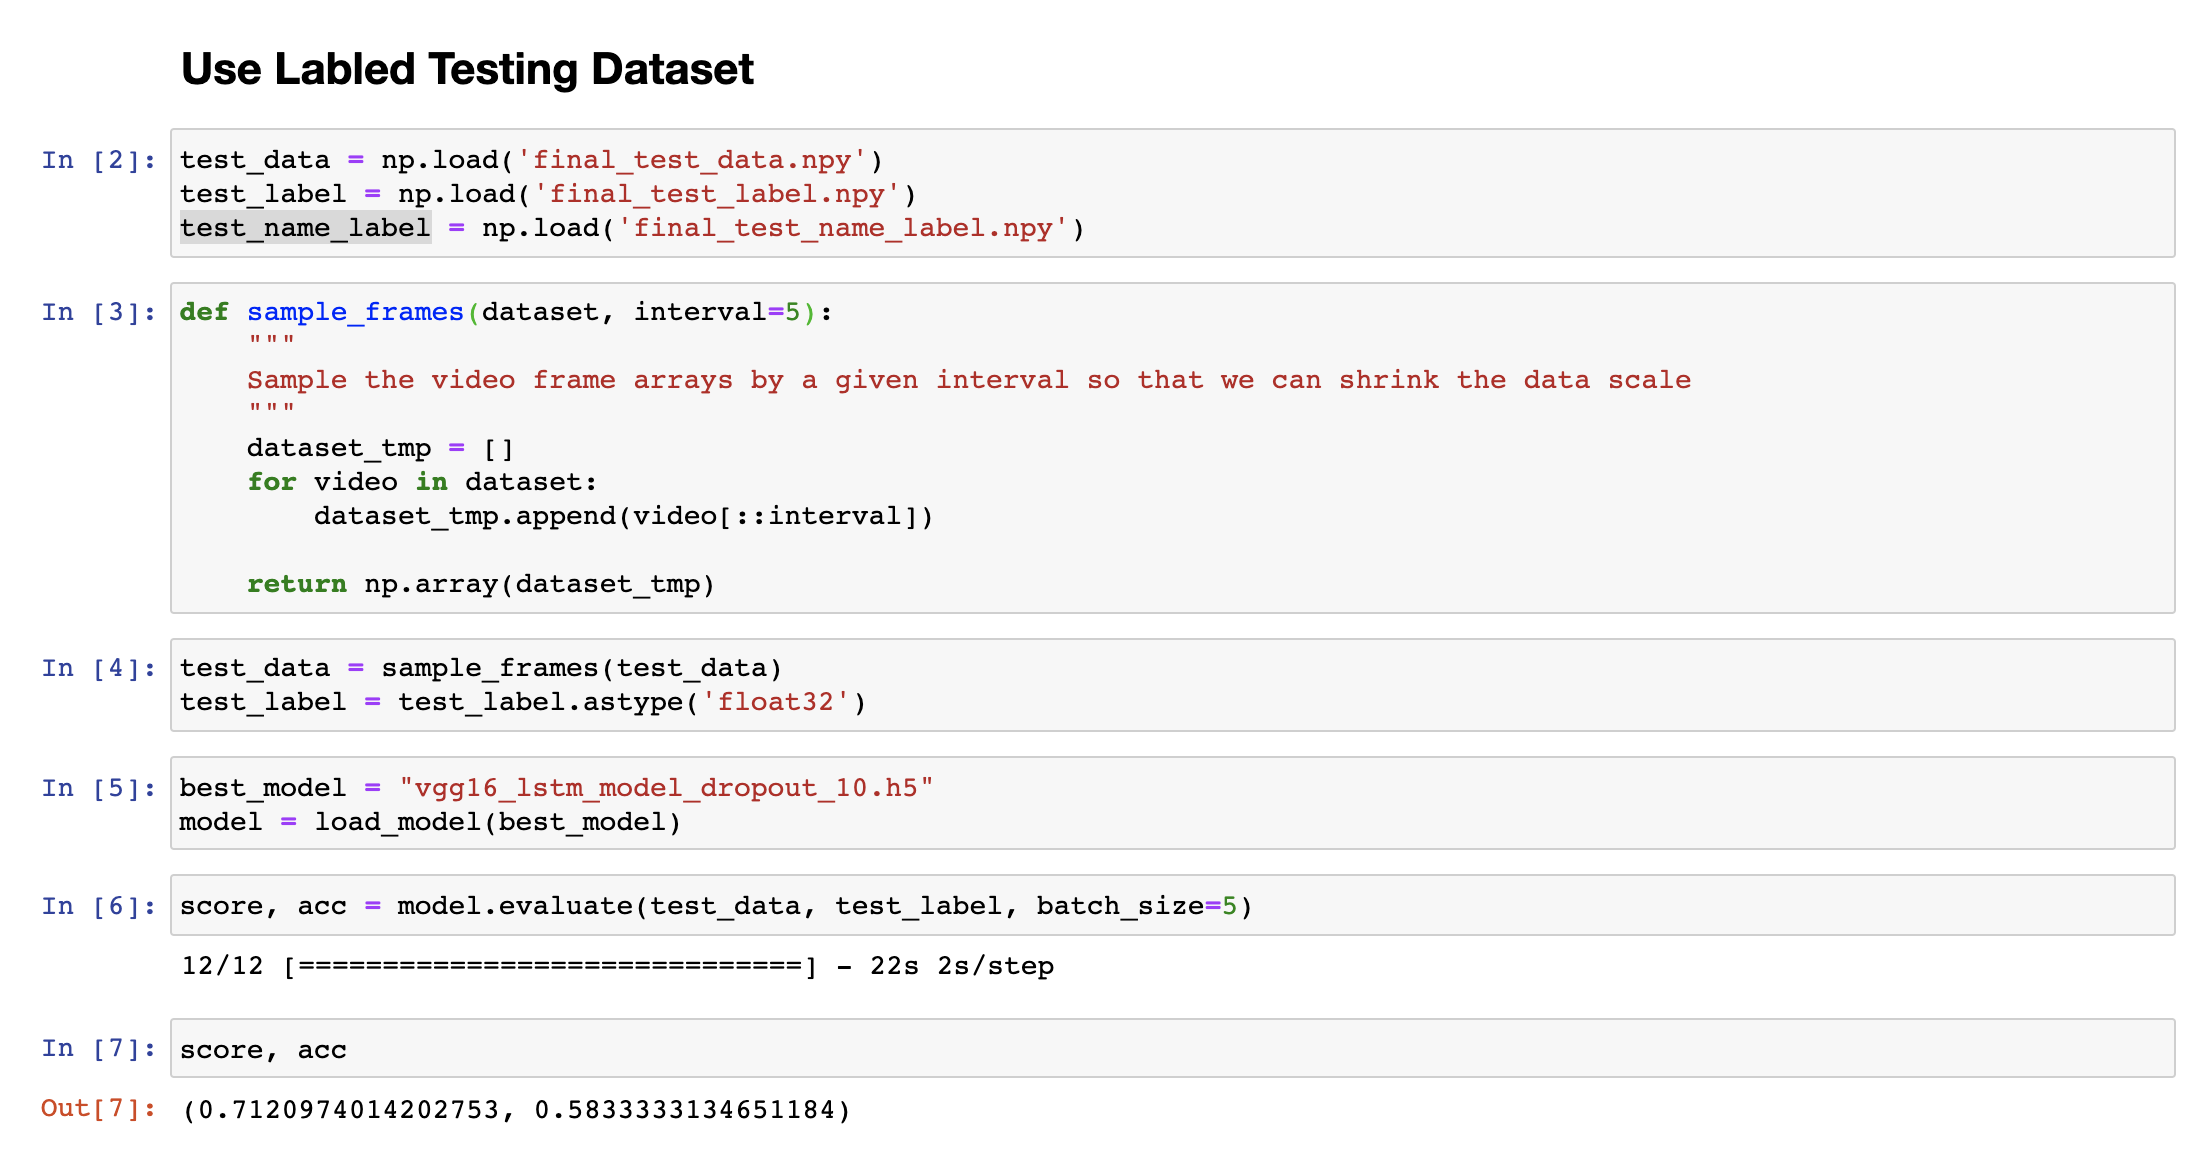 Use Labled Testing Dataset
In [2]: test_data = np.load('final_test_data.npy')
test_label = np.load('final_test_label.npy')
test_name_label = np.load('final_test_name_label.npy')
In [3]: def sample_frames(dataset, interval=5):
    """
    Sample the video frame arrays by a given interval so that we can shrink the data scale
    """
    dataset_tmp = []
    for video in dataset:
        dataset_tmp.append(video[::interval])
    return np.array(dataset_tmp)
In [4]: test_data = sample_frames(test_data)
test_label = test_label.astype('float32')
In [5]: best_model = "vgg16_lstm_model_dropout_10.h5"
model = load_model(best_model)
In [6]: score, acc = model.evaluate(test_data, test_label, batch_size=5)
12/12 [==============================] - 22s 2s/step
In [7]: score, acc
Out[7]: (0.7120974014202753, 0.5833333134651184)